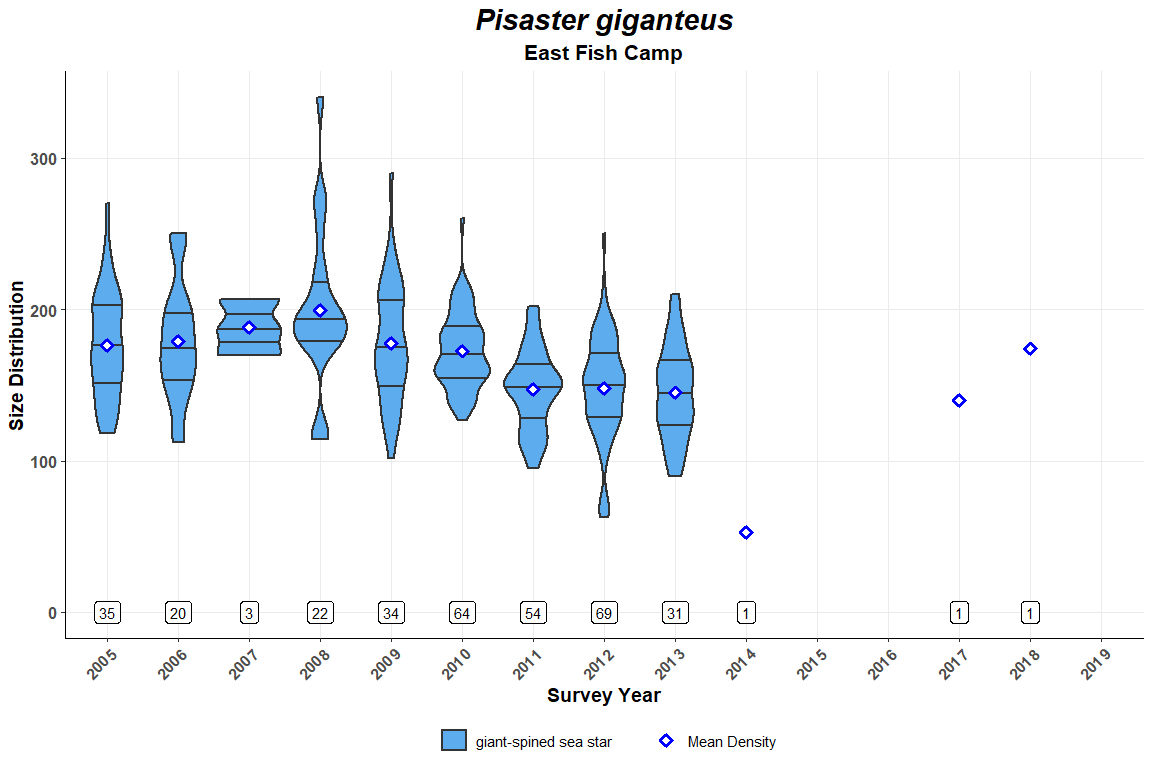 Pisaster giganteus
East Fish Camp
Size Distribution
300
200
100
0
35 20 3 22 34 64 54 69 31 1 1 1
2005 2006 2007 2008 2009 2010 2011 2012 2013 2014 2015 2016 2017 2018 2019
Survey Year
giant-spined sea star Mean Density